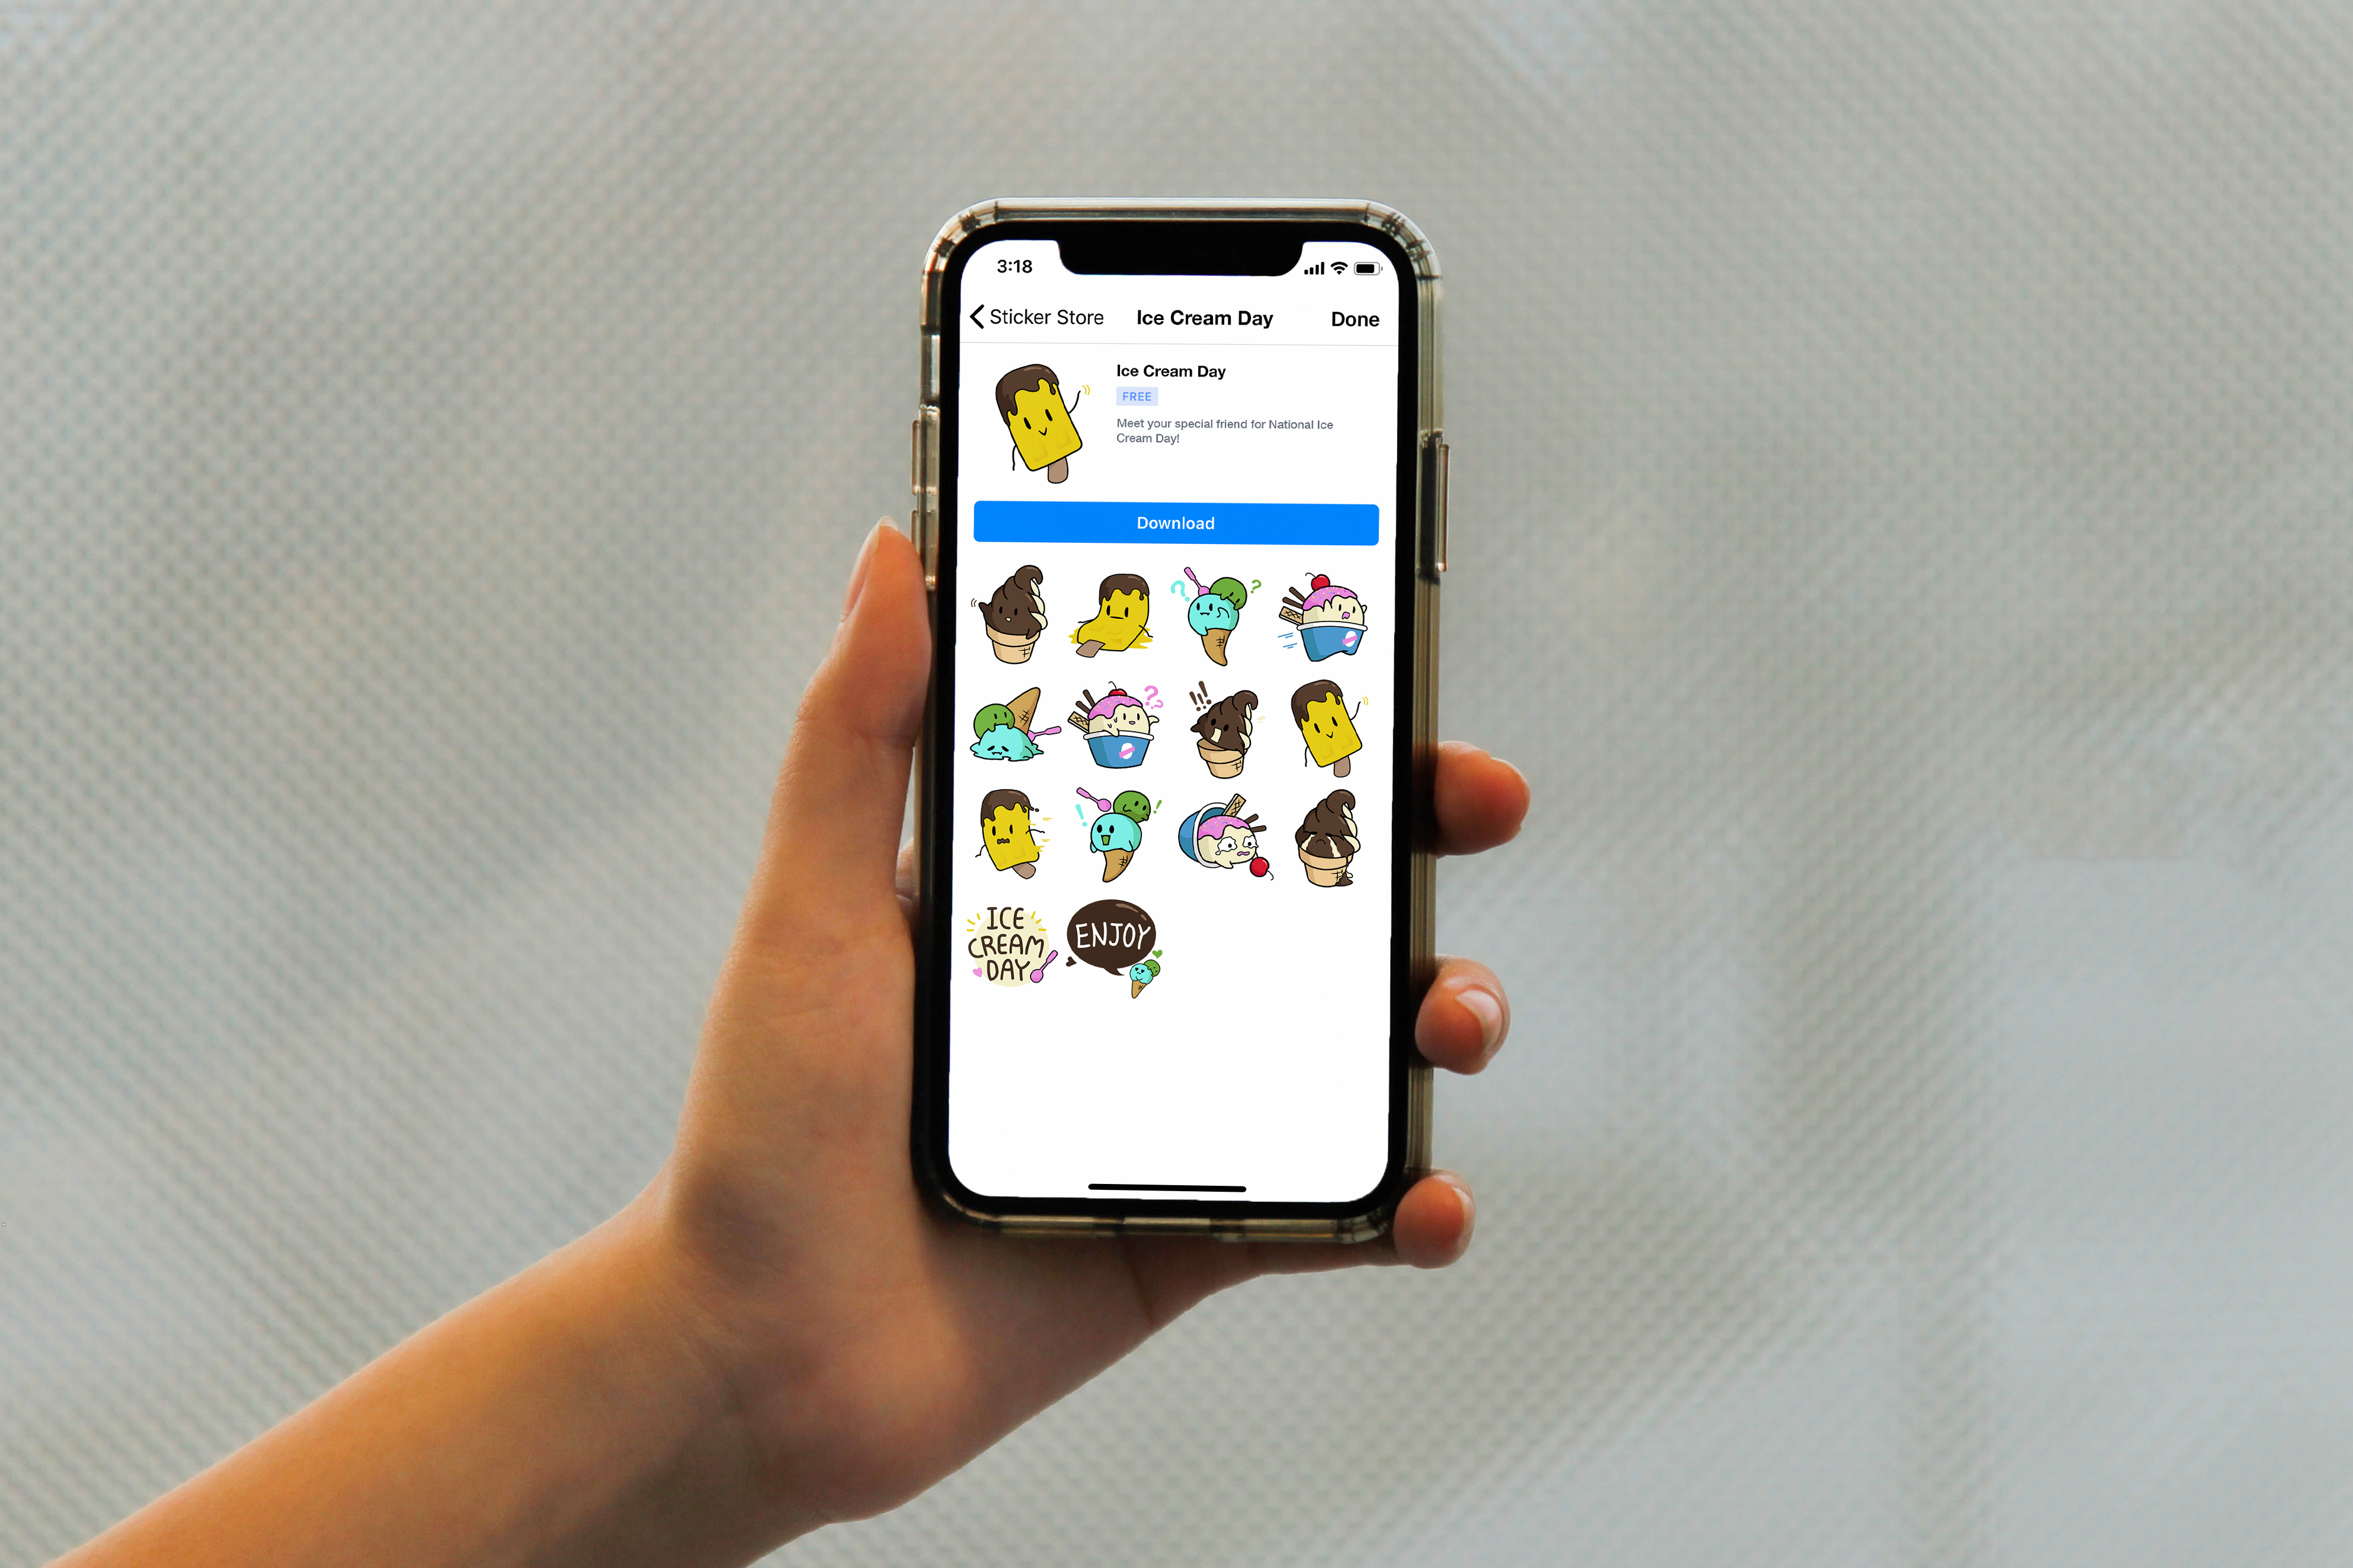 3:18
Sticker Store
Ice Cream Day
Done
Ice Cream Day
FREE
Meet your special friend for National Ice
Cream Day!
Download
? ?
? ? ?
!!!
! !
ICE
CREAM
DAY
ENJOY